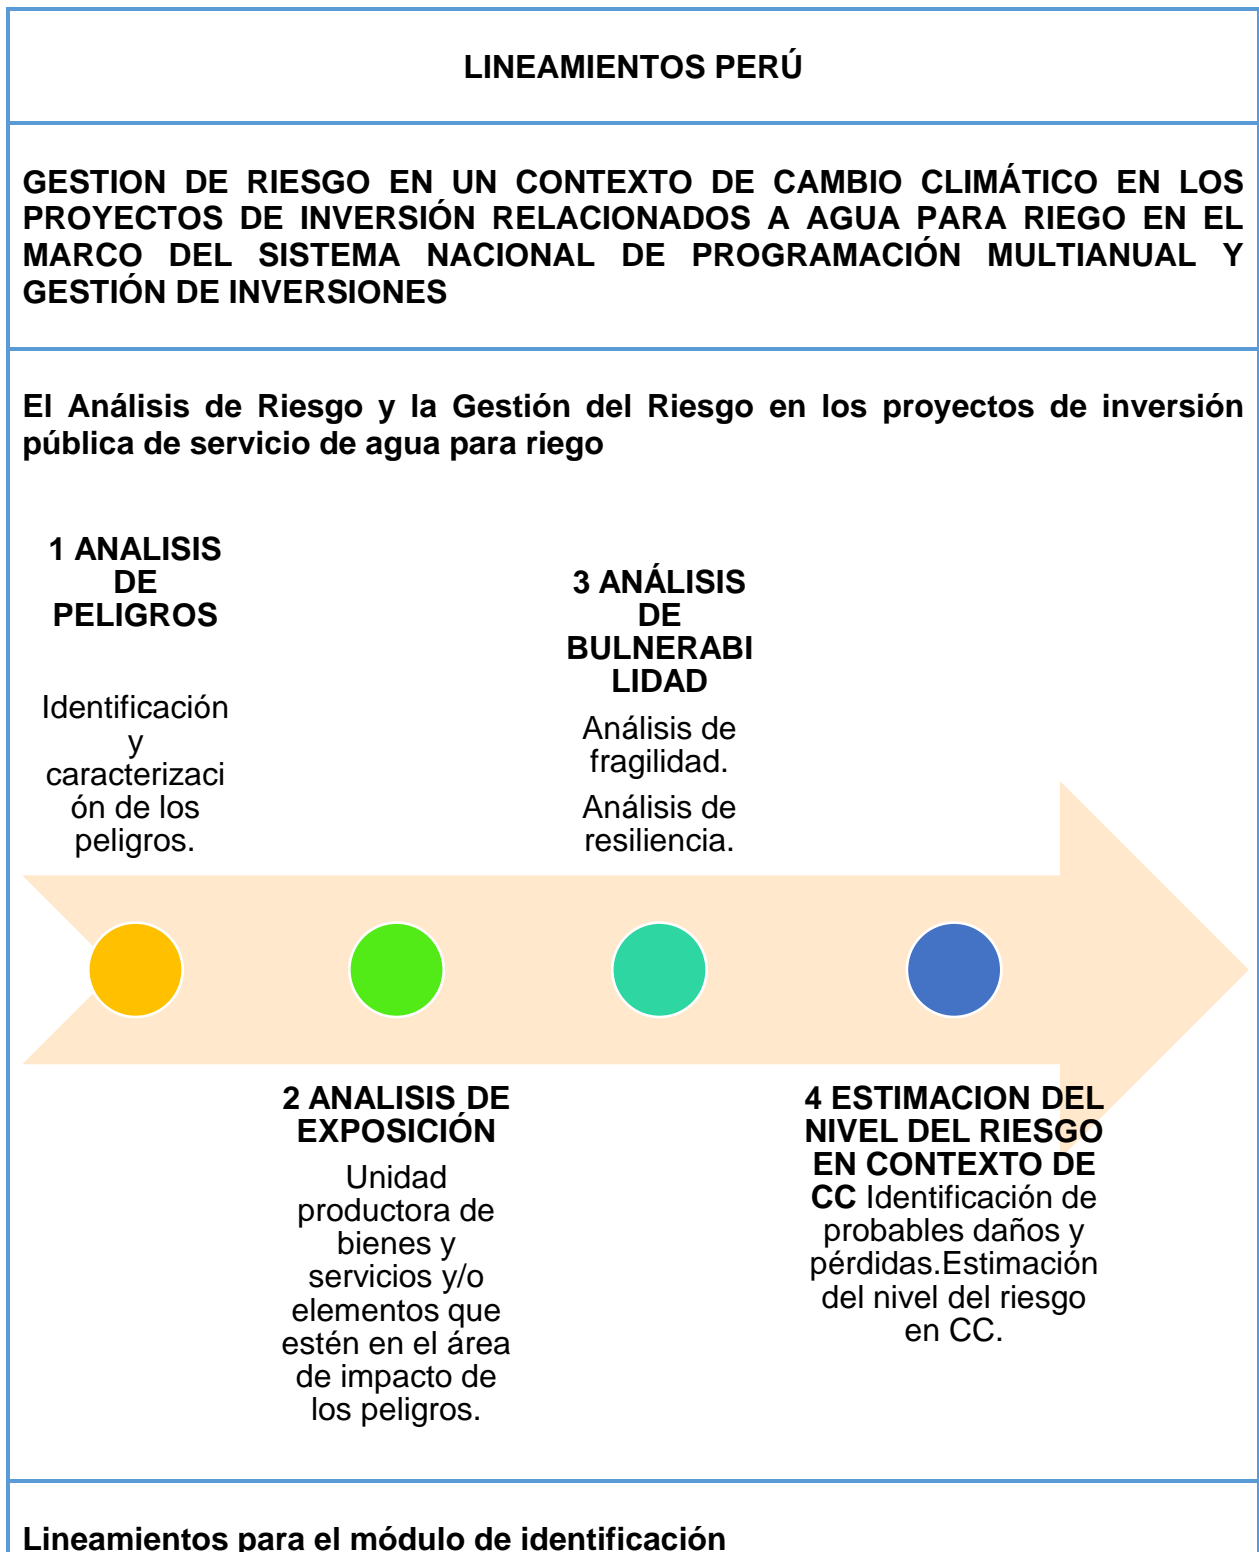 LINEAMIENTOS PERÚ
GESTION DE RIESGO EN UN CONTEXTO DE CAMBIO CLIMÁTICO EN LOS
PROYECTOS DE INVERSIÓN RELACIONADOS A AGUA PARA RIEGO EN EL
MARCO DEL SISTEMA NACIONAL DE PROGRAMACIÓN MULTIANUAL Y
GESTIÓN DE INVERSIONES
El Análisis de Riesgo y la Gestión del Riesgo en los proyectos de inversión
pública de servicio de agua para riego
1 ANALISIS
DE
PELIGROS
Identificación
y
caracterizaci
ón de los
peligros.
2 ANALISIS DE
EXPOSICIÓN
Unidad
productora de
bienes y
servicios y/o
elementos que
estén en el área
de impacto de
los peligros.
3 ANÁLISIS
DE
BULNERABI
LIDAD
Análisis de
fragilidad.
Análisis de
resiliencia.
4 ESTIMACION DEL
NIVEL DEL RIESGO
EN CONTEXTO DE
CC Identificación de
probables daños y
pérdidas.Estimación
del nivel del riesgo
en CC.
Lineamientos para el módulo de identificación